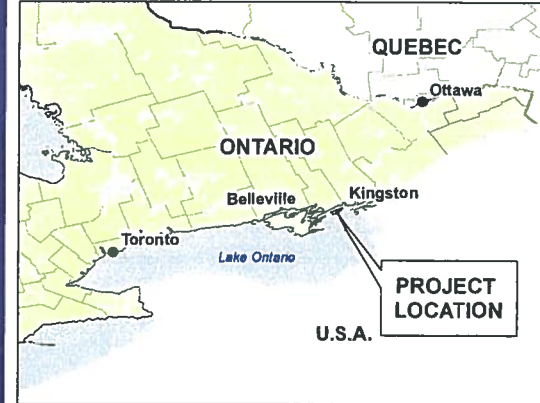 QUEBEC
Ottawa
ONTARIO
Belleville
Kingston
Toronto
Lake Ontario
PROJECT
LOCATION
U.S.A.